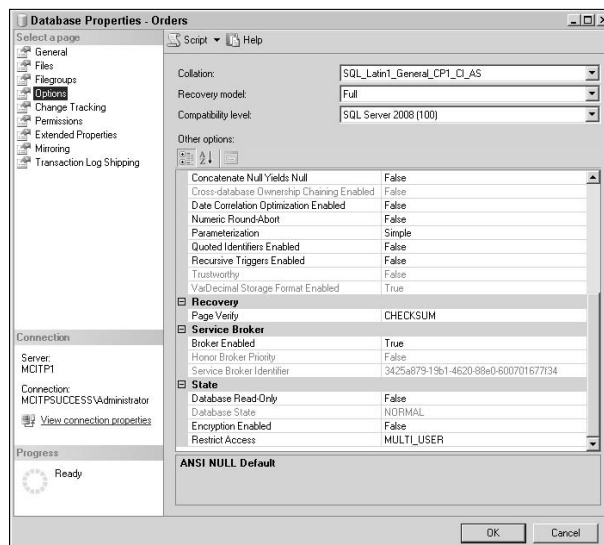 Database Properties - Orders
Select a page
General
Files
Filegroups
Options
Change Tracking
Permissions
Extended Properties
Mirroring
Transaction Log Shipping
Script Help
Collation: SQL_Latin1_General_CP1_CI_AS
Recovery model: Full
Compatibility level: SQL Server 2008 (100)
Other options:
Concatenate Null Yields Null False
Cross-database Ownership Chaining Enabled False
Date Correlation Optimization Enabled False
Numeric Round-Abort False
Parameterization Simple
Quoted Identifiers Enabled False
Recursive Triggers Enabled False
Trustworthy False
VarDecimal Storage Format Enabled True
Recovery
Page Verify CHECKSUM
Service Broker
Broker Enabled True
Honor Broker Priority False
Service Broker Identifier 3425a879-19b1-4620-88e0-600701677f34
State
Database Read-Only False
Database State NORMAL
Encryption Enabled False
Restrict Access MULTI_USER
ANSI NULL Default
Connection
Server:
MCITP1
Connection:
MCITPSUCCESS\Administrator
View connection properties
Progress
Ready
OK Cancel